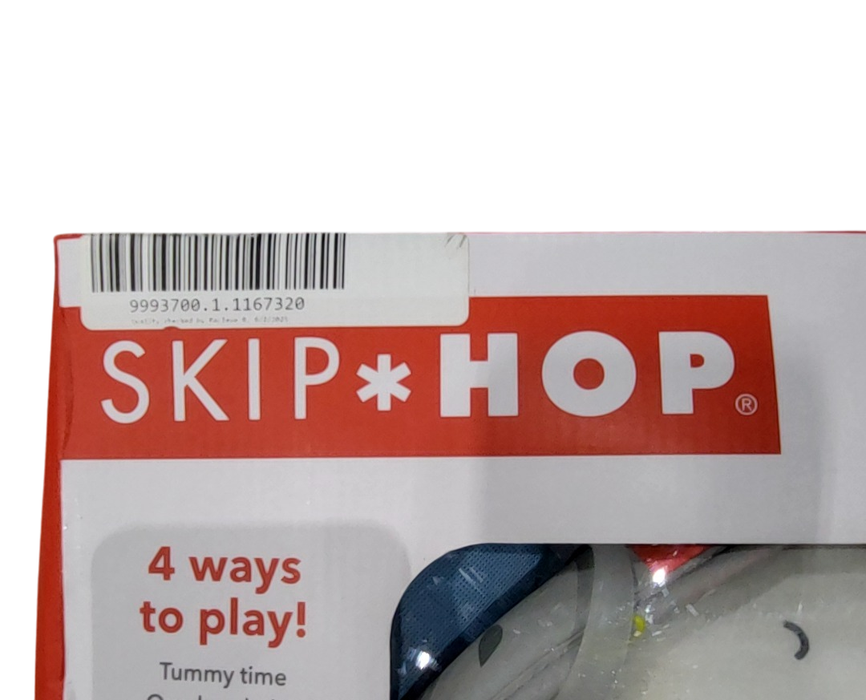 9993700.1.1167320
SKIP*HOP®
4 ways
to play!
Tummy time